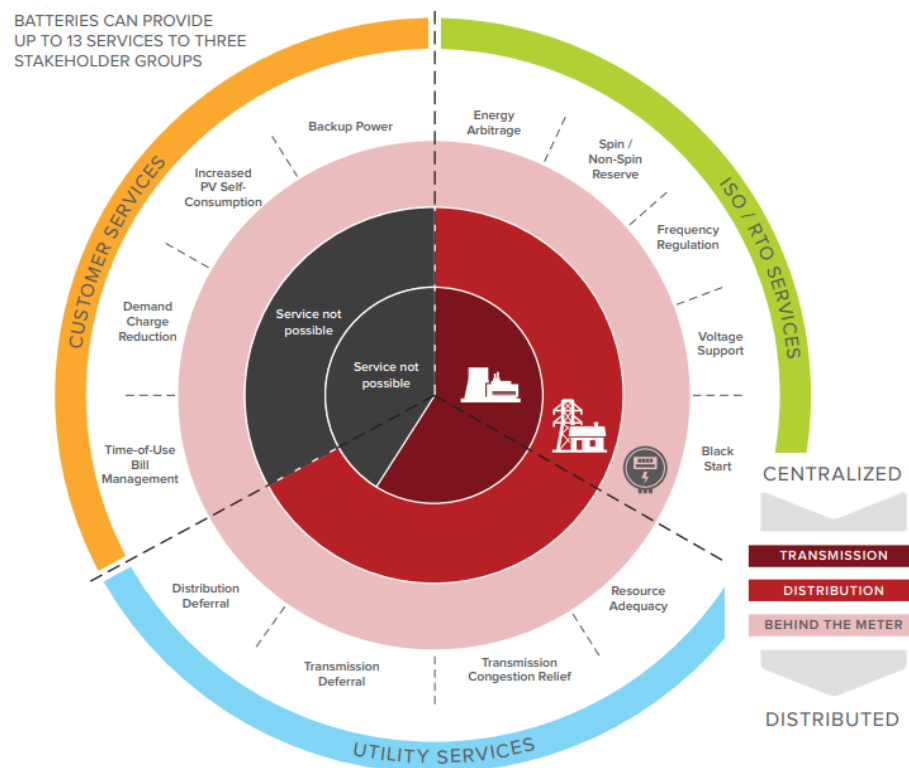 BATTERIES CAN PROVIDE
UP TO 13 SERVICES TO THREE
STAKEHOLDER GROUPS
CUSTOMER SERVICES
ISO / RTO SERVICES
UTILITY SERVICES
Backup Power
Increased
PV Self-
Consumption
Demand
Charge
Reduction
Time-of-Use
Bill
Management
Energy
Arbitrage
Spin /
Non-Spin
Reserve
Frequency
Regulation
Voltage
Support
Black
Start
Resource
Adequacy
Transmission
Congestion Relief
Transmission
Deferral
Distribution
Deferral
Service not
possible
Service not
possible
CENTRALIZED
TRANSMISSION
DISTRIBUTION
BEHIND THE METER
DISTRIBUTED